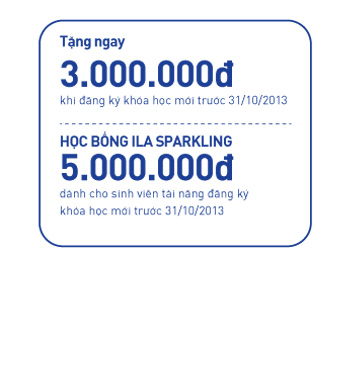 Tặng ngay
3.000.000đ
khi đăng ký khóa học mới trước 31/10/2013
HỌC BỔNG ILA SPARKLING
5.000.000đ
dành cho sinh viên tài năng đăng ký
khóa học mới trước 31/10/2013